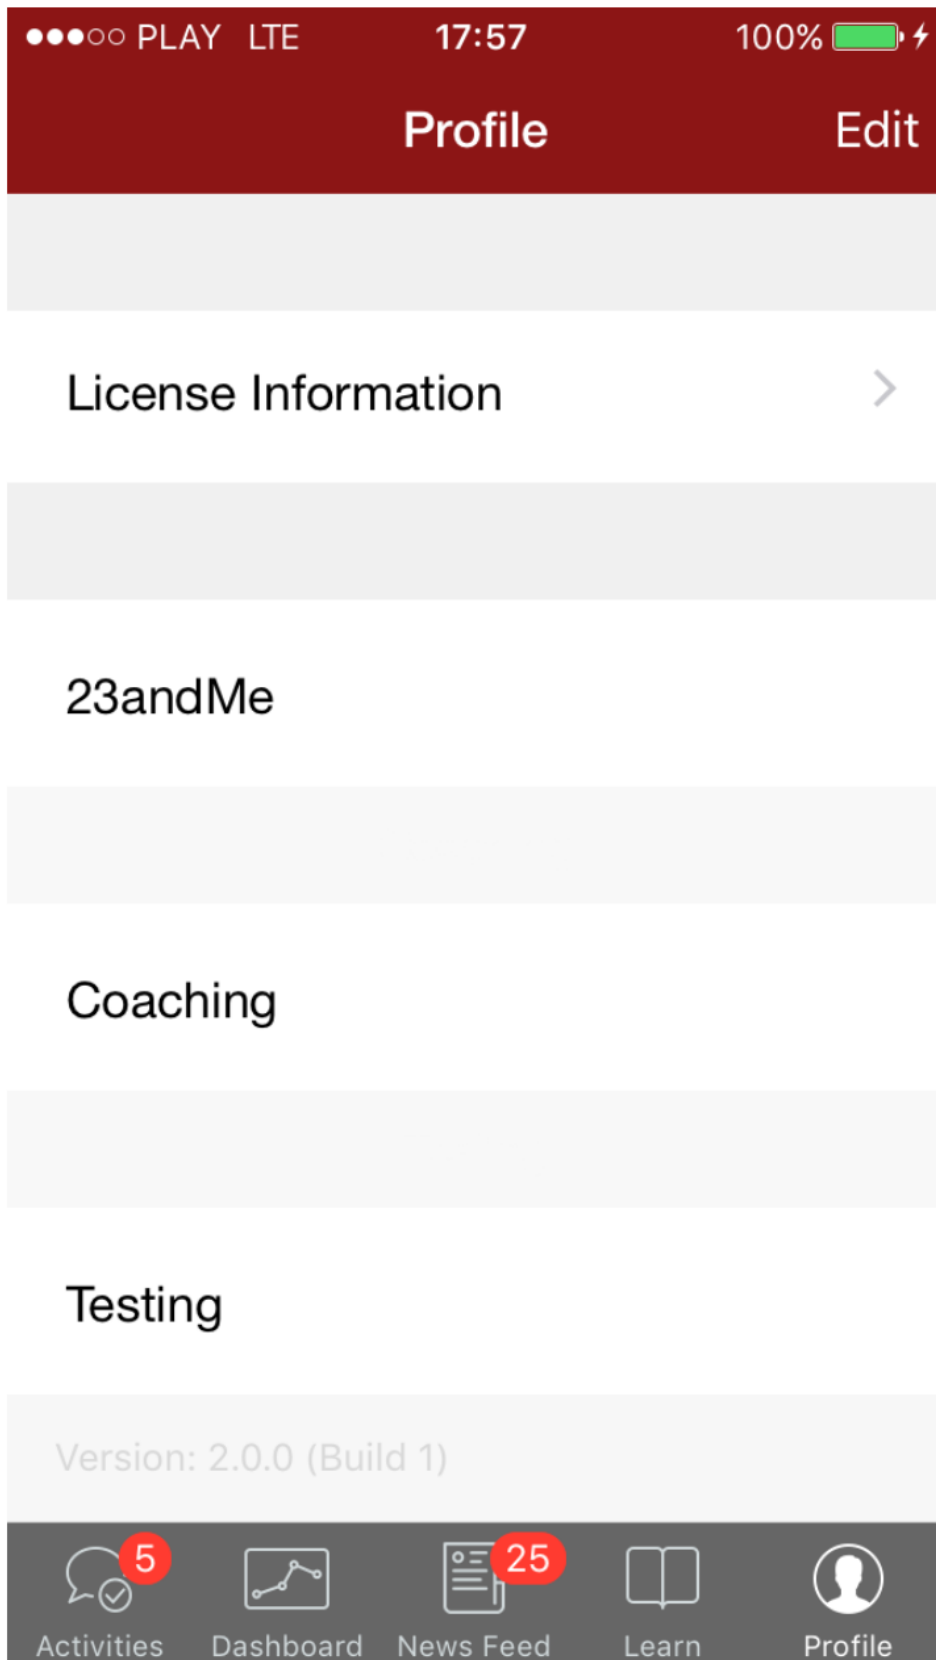 PLAY LTE 17:57 100%
Profile Edit
License Information
23andMe
Coaching
Testing
Version: 2.0.0 (Build 1)
5 25
Activities Dashboard News Feed Learn Profile